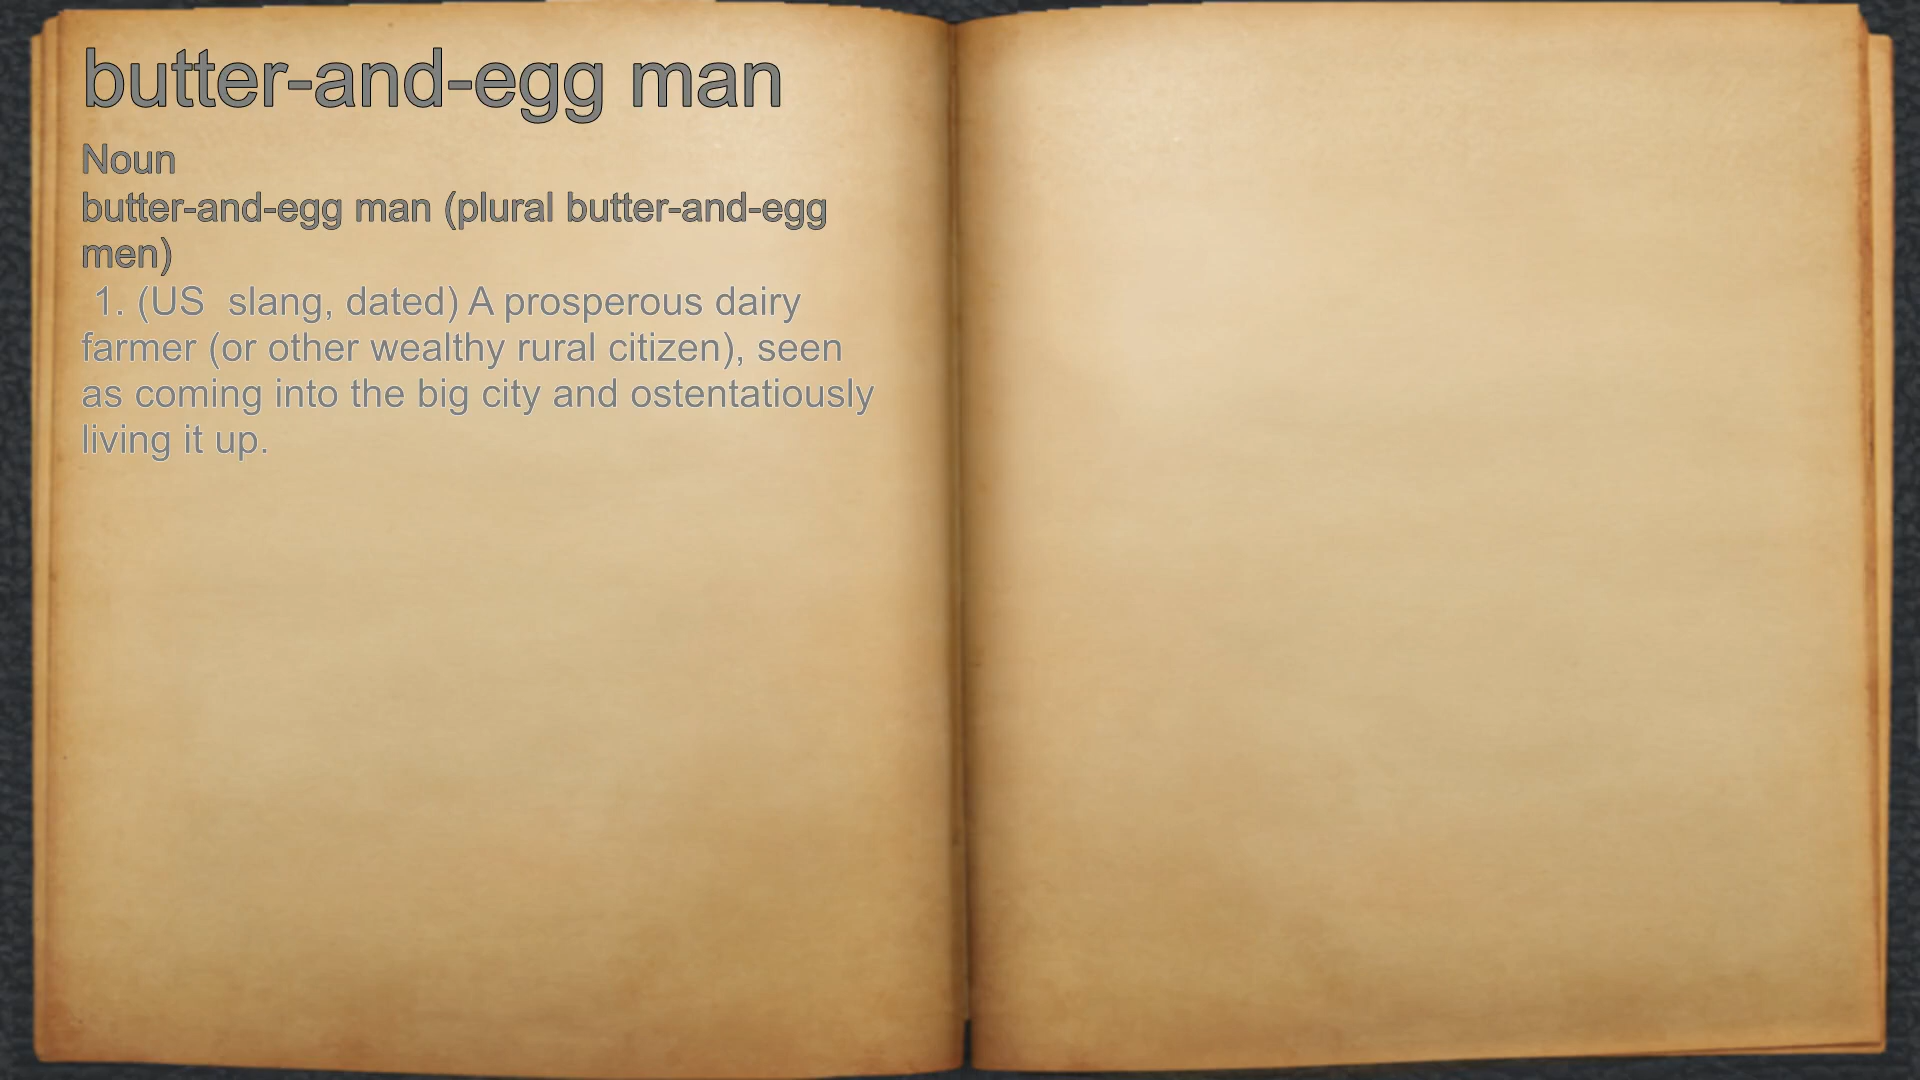 butter-and-egg man
Noun
butter-and-egg man (plural butter-and-egg
men)
1. (US  slang, dated) A prosperous dairy
farmer (or other wealthy rural citizen), seen
as coming into the big city and ostentatiously
living it up.